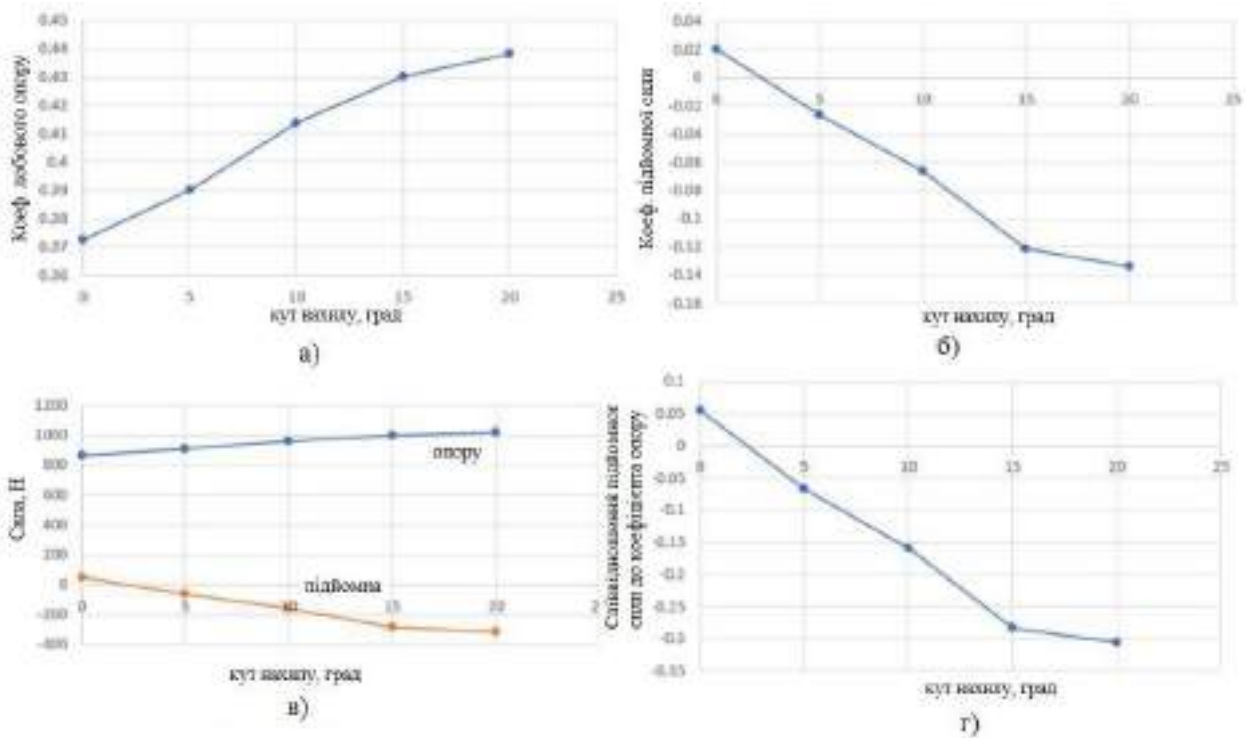 Коеф. лобового опору
0.45
0.44
0.43
0.42
0.41
0.4
0.39
0.38
0.37
0.36
0 5 10 15 20 25
кут нахилу, град
а)
Коеф. підйомної сили
0.04
0.02
0
-0.02
-0.04
-0.06
-0.08
-0.1
-0.12
-0.14
-0.16
0 5 10 15 20 25
кут нахилу, град
б)
Сила, Н
1200
1000
800
600
400
200
0
-200
-400
опору
підйомна
0 5 10 15 20 2
кут нахилу, град
в)
Співвідношення підйомної
сили до коефіцієнта опору
0.1
0.05
0
-0.05
-0.1
-0.15
-0.2
-0.25
-0.3
-0.35
0 5 10 15 20 25
кут нахилу, град
г)